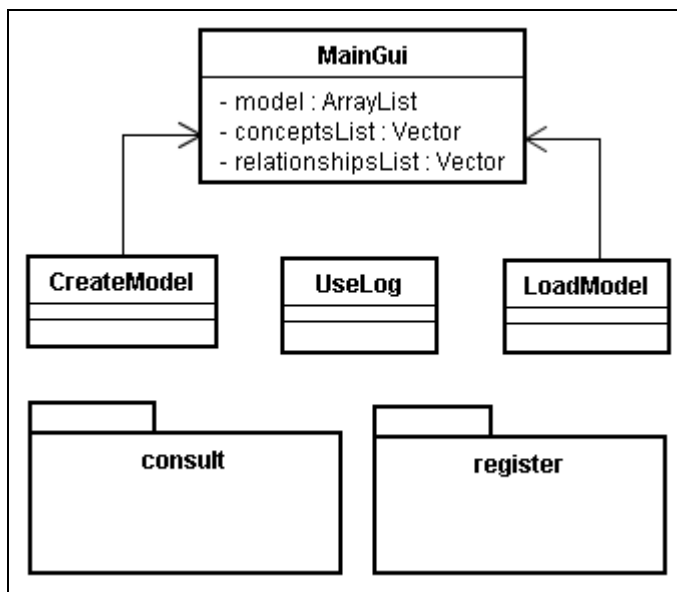 MainGui
- model : ArrayList
- conceptsList : Vector
- relationshipsList : Vector
CreateModel
UseLog
LoadModel
consult
register